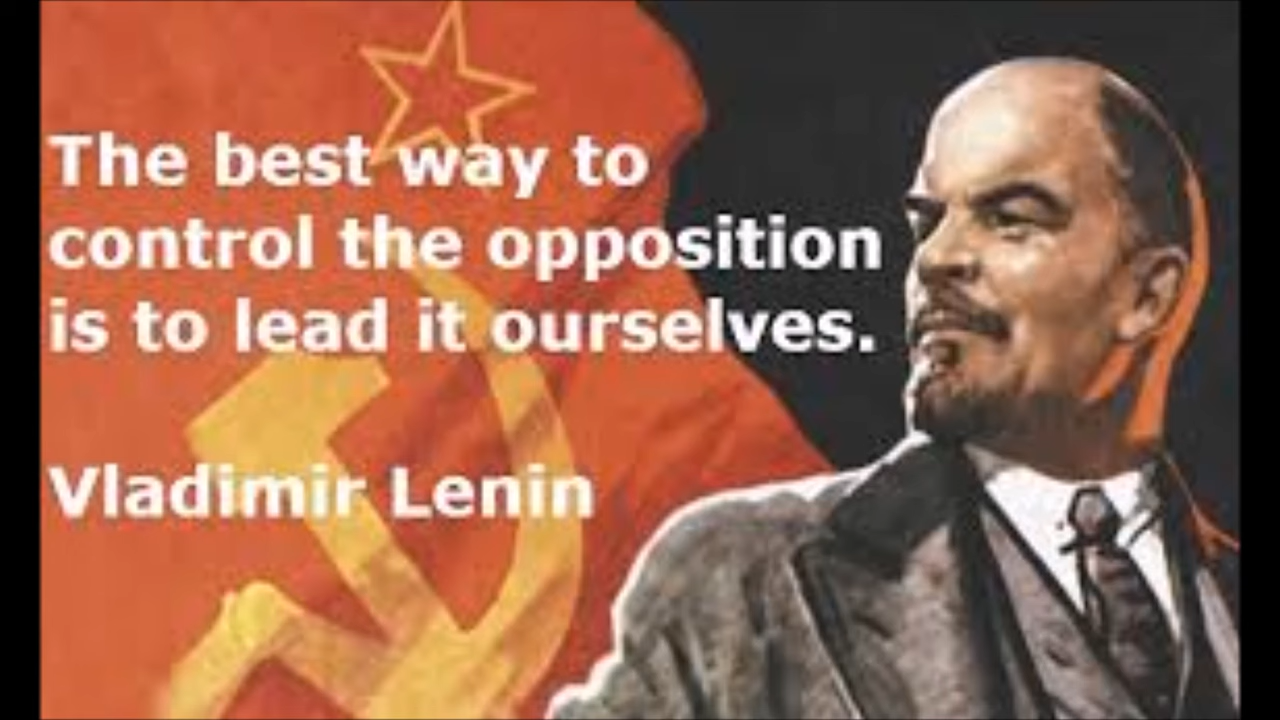 The best way to
control the opposition
is to lead it ourselves.
Vladimir Lenin